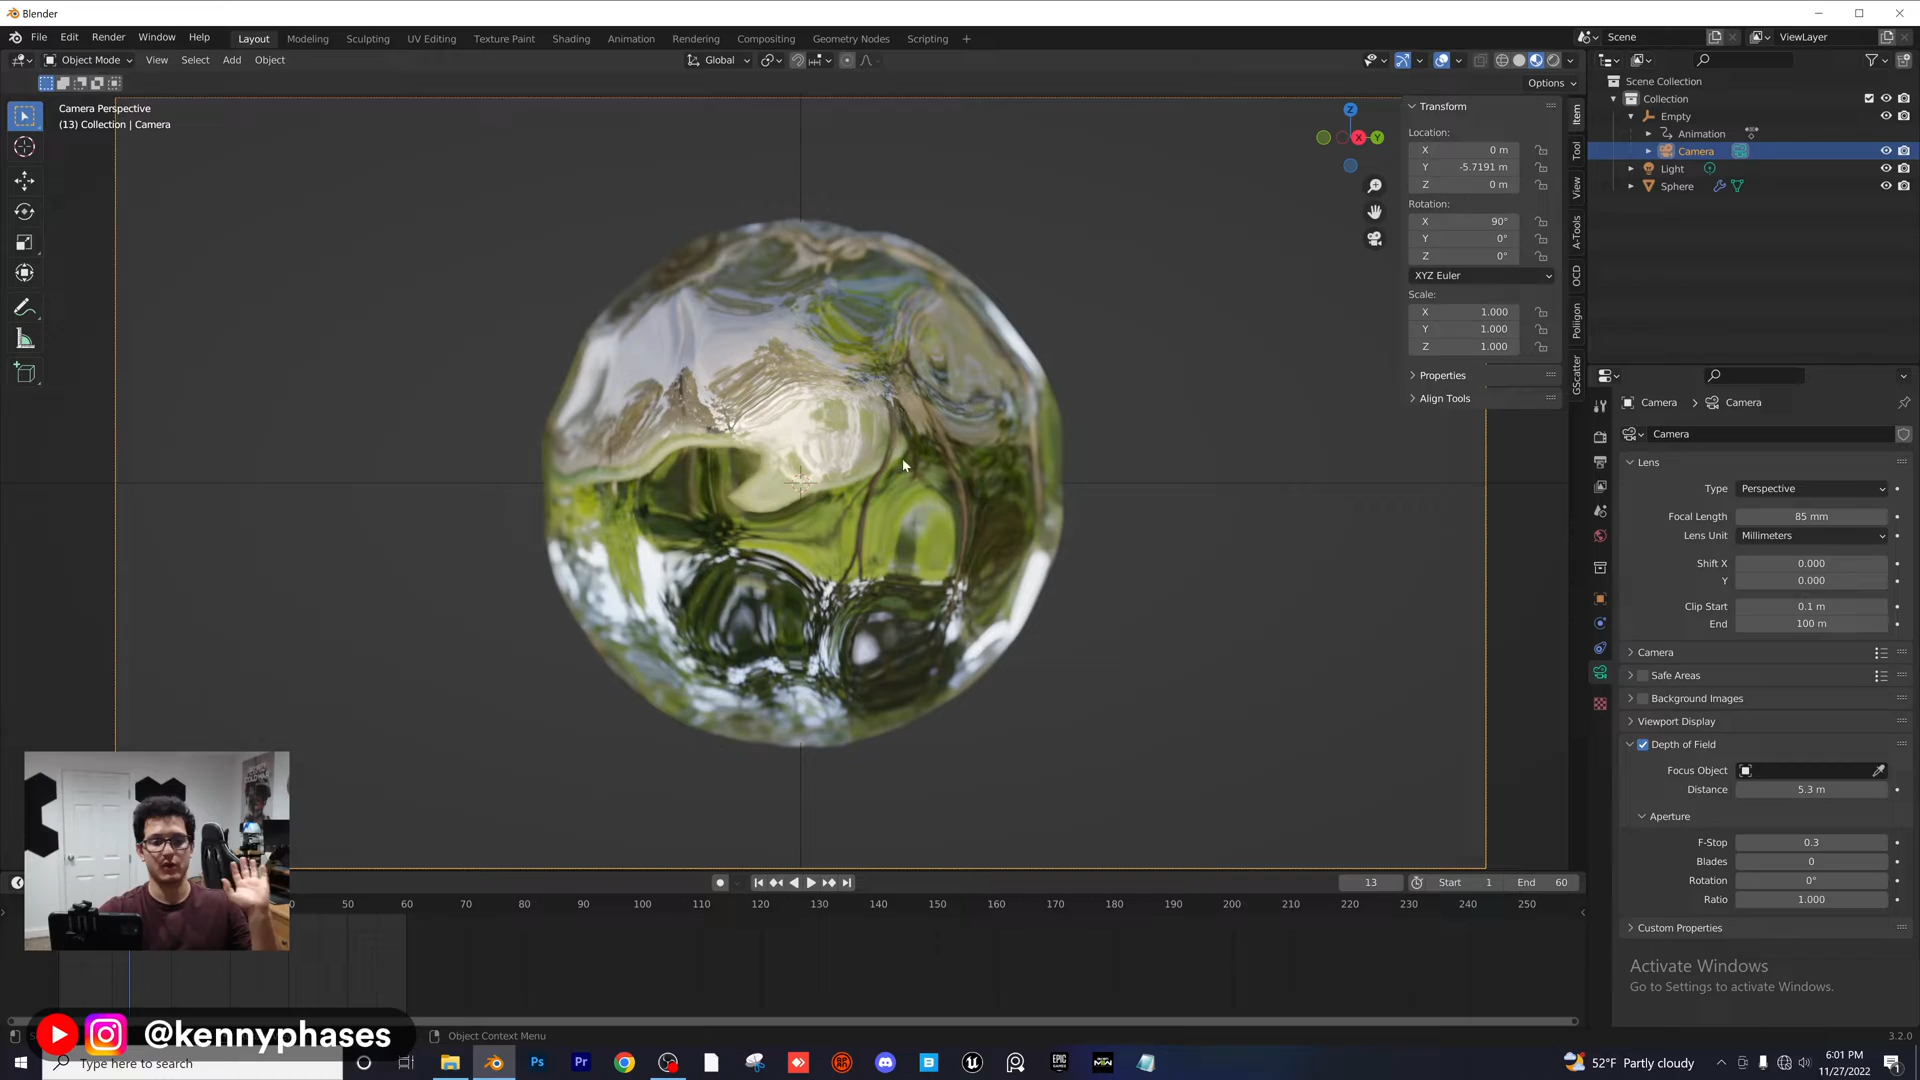 Blender
File Edit Render Window Help
Layout Modeling Sculpting UV Editing Texture Paint Shading Animation Rendering Compositing Geometry Nodes Scripting +
Scene
ViewLayer
Object Mode View Select Add Object
Global
Options
Camera Perspective
(13) Collection | Camera
Z
X
Y
Transform
Location:
X 0 m
Y -5.7191 m
Z 0 m
Rotation:
X 90°
Y 0°
Z 0°
XYZ Euler
Scale:
X 1.000
Y 1.000
Z 1.000
Properties
Align Tools
Item
Tool
View
A-Tools
OCD
Poliigon
GScatter
Scene Collection
Collection
Empty
Animation
Camera
Light
Sphere
Camera > Camera
Camera
Lens
Type Perspective
Focal Length 85 mm
Lens Unit Millimeters
Shift X 0.000
Y 0.000
Clip Start 0.1 m
End 100 m
Camera
Safe Areas
Background Images
Viewport Display
Depth of Field
Focus Object
Distance 5.3 m
Aperture
F-Stop 0.3
Blades 0
Rotation 0°
Ratio 1.000
Custom Properties
Activate Windows
Go to Settings to activate Windows.
13 Start 1 End 60
50 60 70 80 90 100 110 120 130 140 150 160 170 180 190 200 210 220 230 240 250
@kennyphases
Object Context Menu
3.2.0
Type here to search
Ps
Pr
52°F Partly cloudy
6:01 PM
11/27/2022